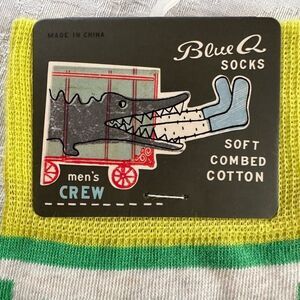 MADE IN CHINA
Blue Q
SOCKS
SOFT
COMBED
COTTON
men's
CREW